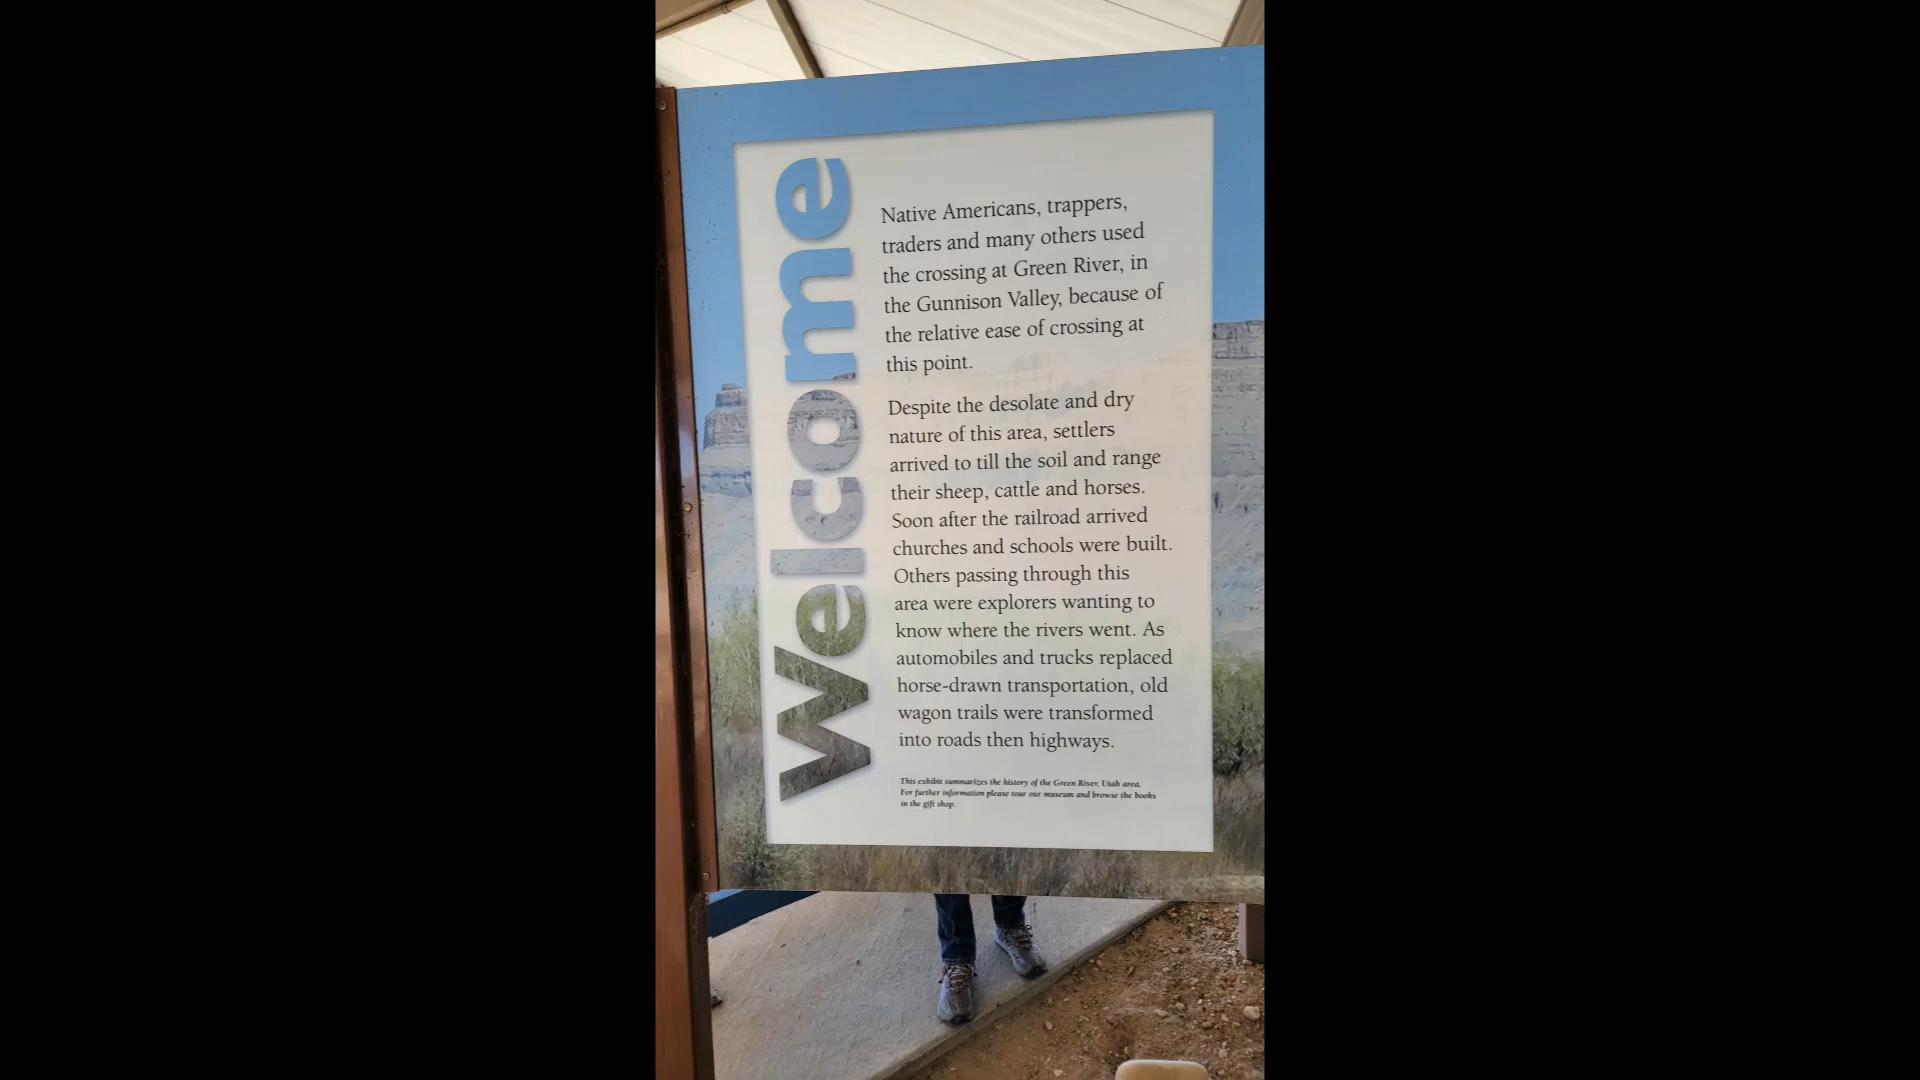 Welcome
Native Americans, trappers,
traders and many others used
the crossing at Green River, in
the Gunnison Valley, because of
the relative ease of crossing at
this point.
Despite the desolate and dry
nature of this area, settlers
arrived to till the soil and range
their sheep, cattle and horses.
Soon after the railroad arrived
churches and schools were built.
Others passing through this
area were explorers wanting to
know where the rivers went. As
automobiles and trucks replaced
horse-drawn transportation, old
wagon trails were transformed
into roads then highways.
This exhibit summarizes the history of the Green River, Utah area.
For further information please tour our museum and browse the books
in the gift shop.